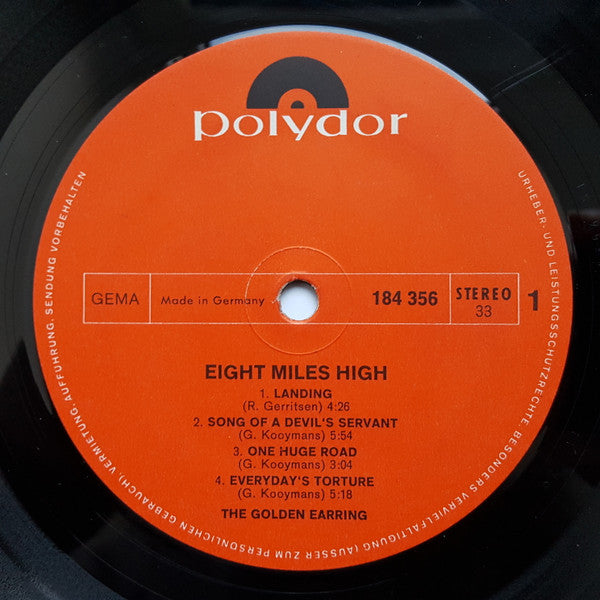 polydor
URHEBER- UND LEISTUNGSSCHUTZRECHTE, BESONDERS VERVIELFÄLTIGUNG (AUSSER ZUM PERSÖNLICHEN GEBRAUCH), VERMIETUNG, AUFFÜHRUNG, SENDUNG VORBEHALTEN
GEMA
Made in Germany
184 356
STEREO
33
1
EIGHT MILES HIGH
1. LANDING
(R. Gerritsen) 4:26
2. SONG OF A DEVIL'S SERVANT
(G. Kooymans) 5:54
3. ONE HUGE ROAD
(G. Kooymans) 3:04
4. EVERYDAY'S TORTURE
(G. Kooymans) 5:18
THE GOLDEN EARRING